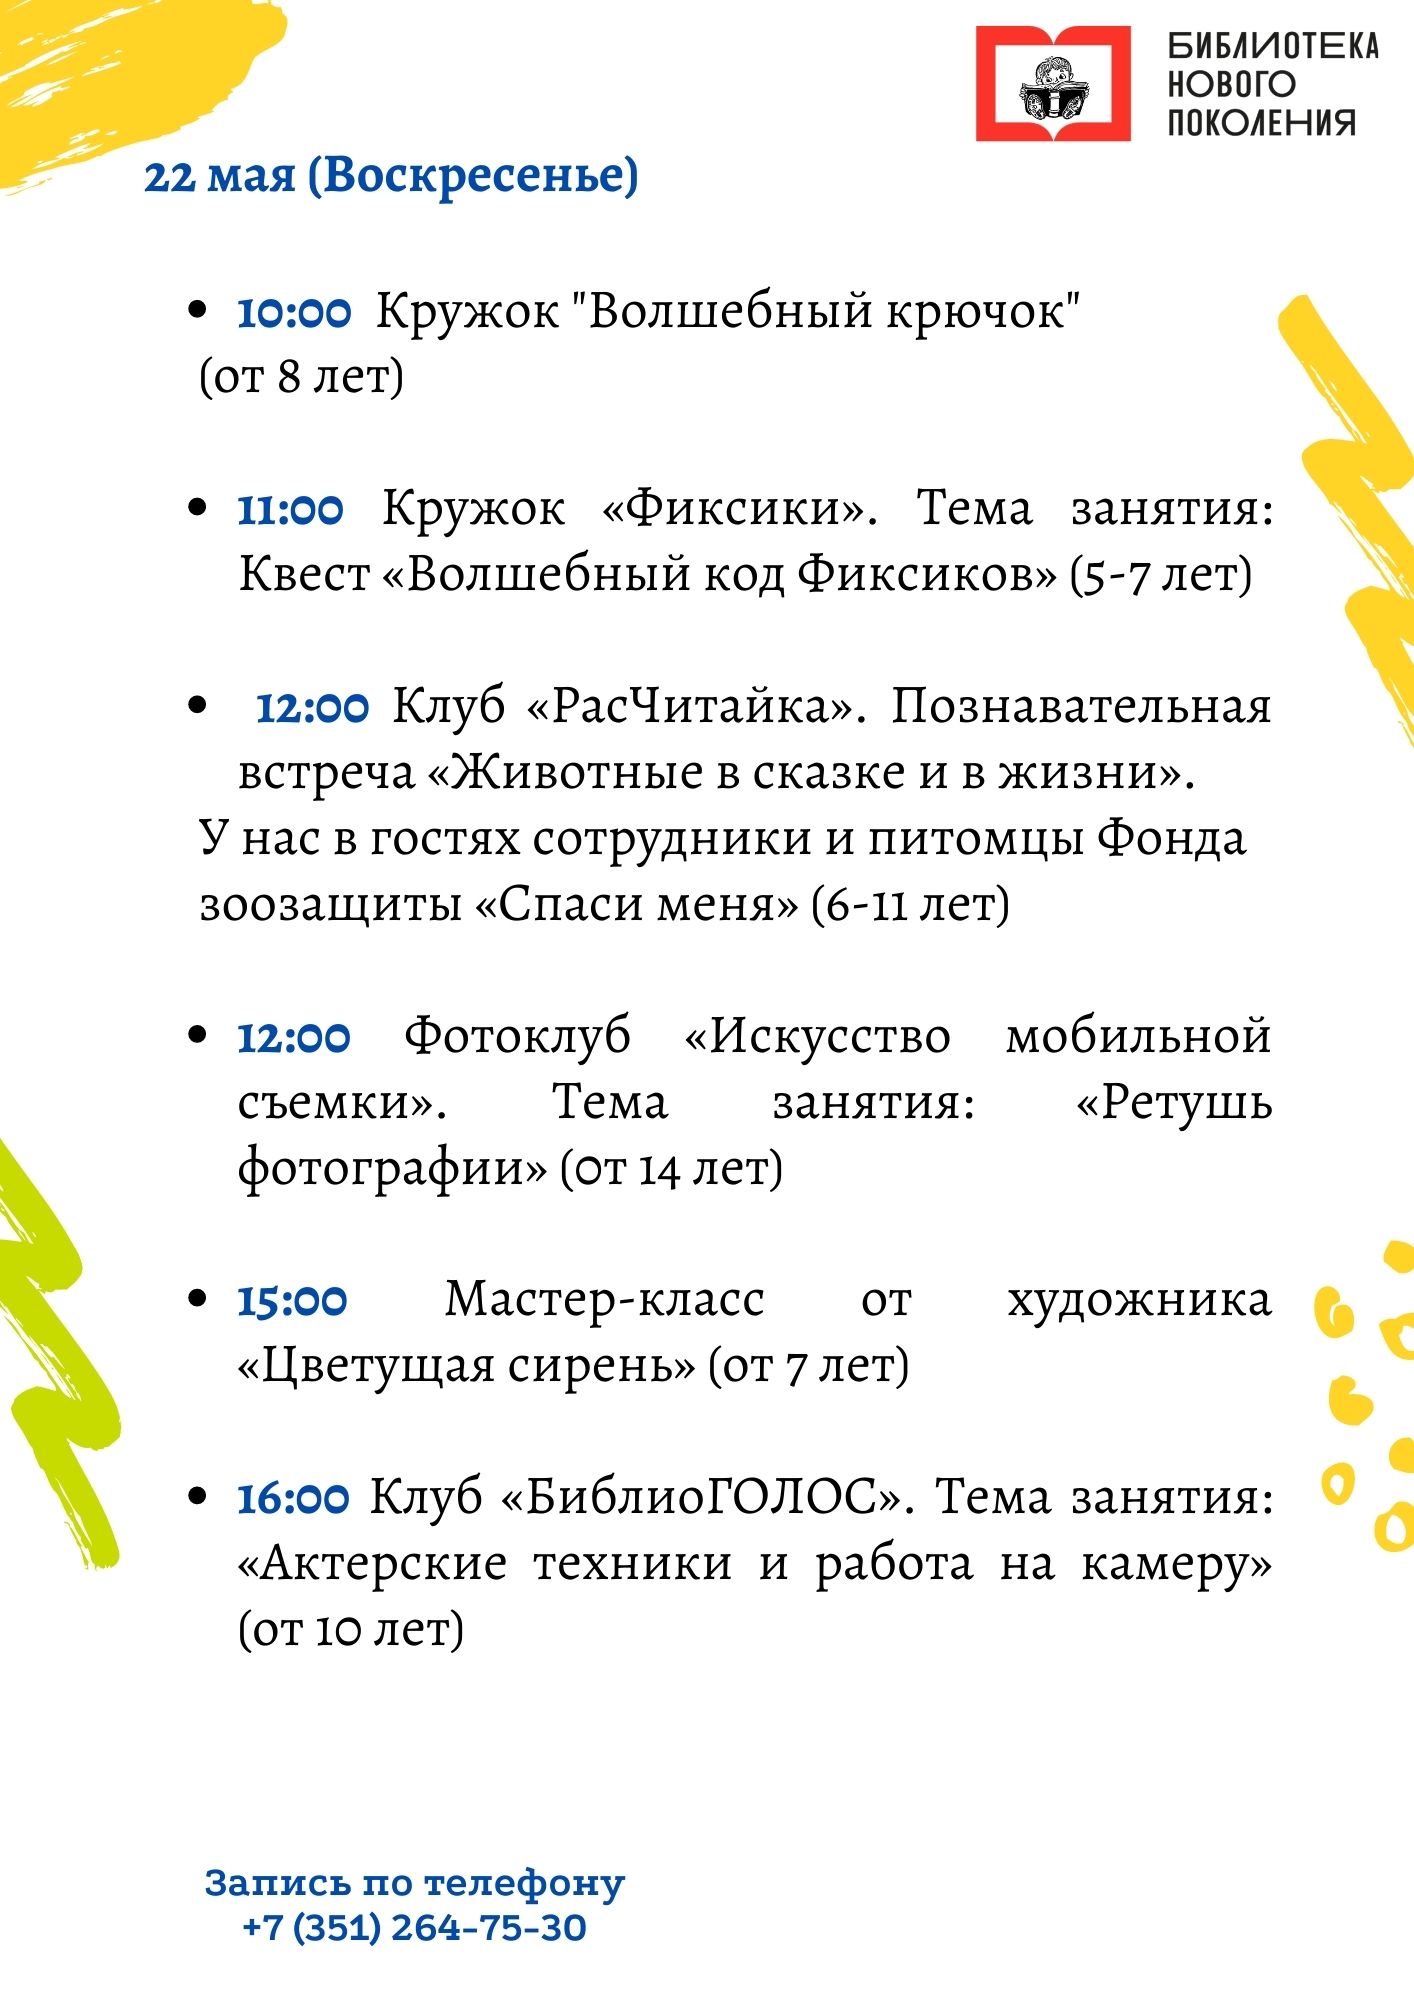 БИБЛИОТЕКА
НОВОГО
ПОКОЛЕНИЯ
22 мая (Воскресенье)
• 10:00 Кружок "Волшебный крючок"
(от 8 лет)
• 11:00 Кружок «Фиксики». Тема занятия:
Квест «Волшебный код Фиксиков» (5-7 лет)
• 12:00 Клуб «РасЧитайка». Познавательная
встреча «Животные в сказке и в жизни».
У нас в гостях сотрудники и питомцы Фонда
зоозащиты «Спаси меня» (6-11 лет)
• 12:00 Фотоклуб «Искусство мобильной
съемки». Тема занятия: «Ретушь
фотографии» (0т 14 лет)
• 15:00 Мастер-класс от художника
«Цветущая сирень» (от 7 лет)
• 16:00 Клуб «БиблиоГОЛОС». Тема занятия:
«Актерские техники и работа на камеру»
(от 10 лет)
Запись по телефону
+7 (351) 264-75-30